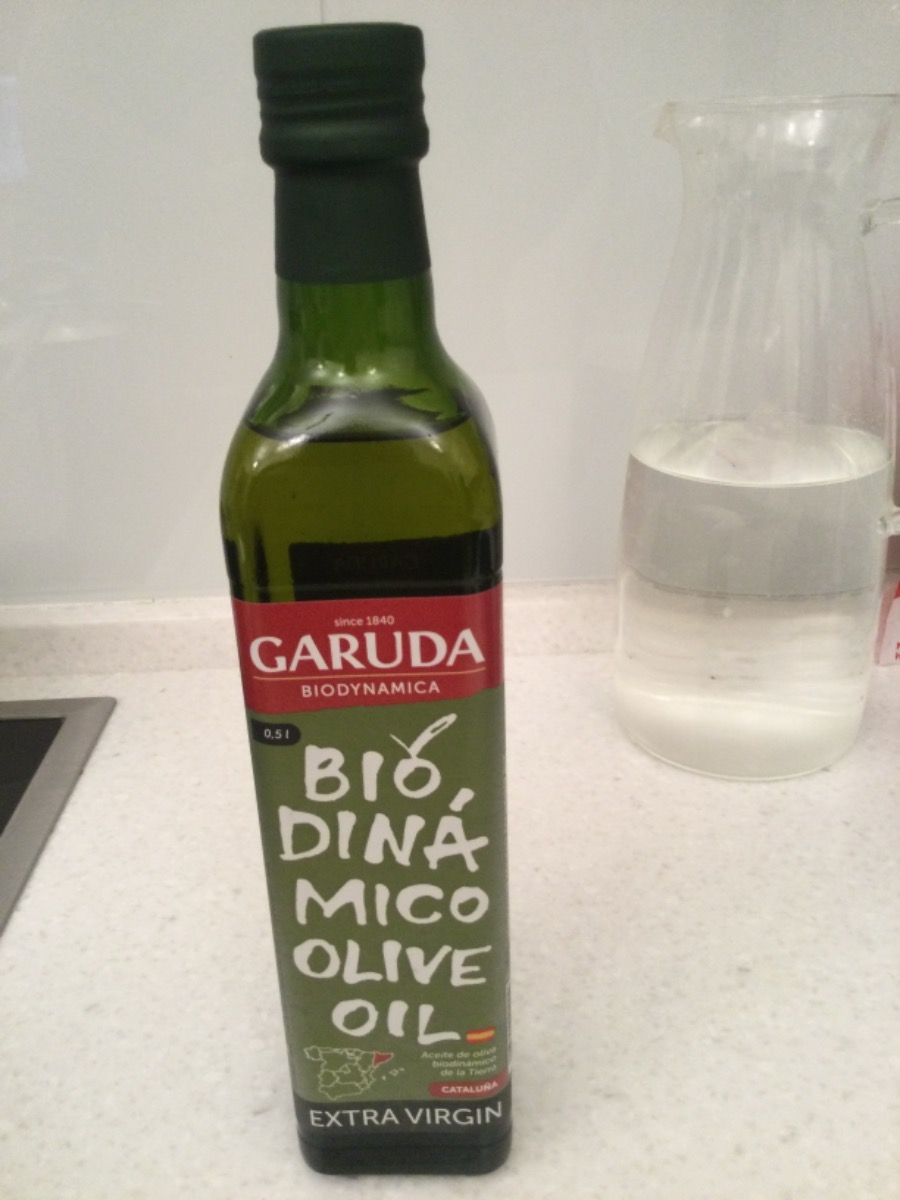 since 1840
GARUDA
BIODYNAMICA
0,5 l
BIÓ
DINÁ
MICO
OLIVE
OIL
Aceite de oliva
biodinámico
de la Tierra
CATALUÑA
EXTRA VIRGIN